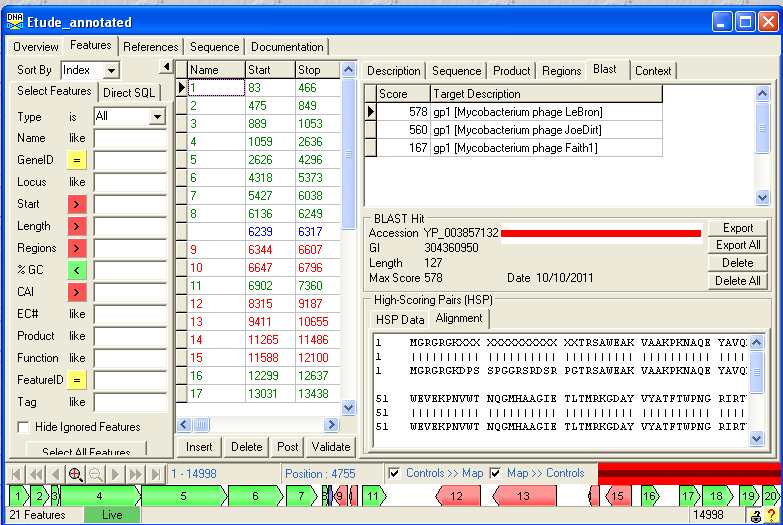 DNA Etude_annotated
Overview Features References Sequence Documentation
Sort By Index
Select Features Direct SQL
Type is All
Name like
GeneID =
Locus like
Start >
Length >
Regions >
% GC <
CAI >
EC# like
Product like
Function like
FeatureID =
Tag like
Hide Ignored Features
Select All Features
Name Start Stop
1 83 466
2 475 849
3 889 1053
4 1059 2636
5 2626 4296
6 4318 5373
7 5427 6038
8 6136 6249
6239 6317
9 6344 6607
10 6647 6796
11 6902 7360
12 8315 9187
13 9411 10655
14 11265 11486
15 11588 12100
16 12299 12637
17 13031 13438
Insert Delete Post Validate
Description Sequence Product Regions Blast Context
Score Target Description
578 gp1 [Mycobacterium phage LeBron]
560 gp1 [Mycobacterium phage JoeDirt]
167 gp1 [Mycobacterium phage Faith1]
BLAST Hit
Accession YP_003857132
GI 304360950
Length 127
Max Score 578 Date 10/10/2011
Export
Export All
Delete
Delete All
High-Scoring Pairs (HSP)
HSP Data Alignment
1 MGRGRGKDXX XXXXXXXXXX XXTRSAWEAK VAAKPKNAQE YAVQ
1 MGRGRGKDPS SPGGRSRDSR PGTRSAWEAK VAAKPKNAQE YAVQ
51 WEVEKPNVWT NQGMHAAGIE TLTMRKGDAY VYATFTWPNG RIRT
51 WEVEKPNVWT NQGMHAAGIE TLTMRKGDAY VYATFTWPNG RIRT
1 - 14998 Position : 4755 Controls >> Map Map >> Controls
1 2 3 4 5 6 7 8 9 11 12 13 15 16 17 18 19 20
21 Features Live 14998 ?